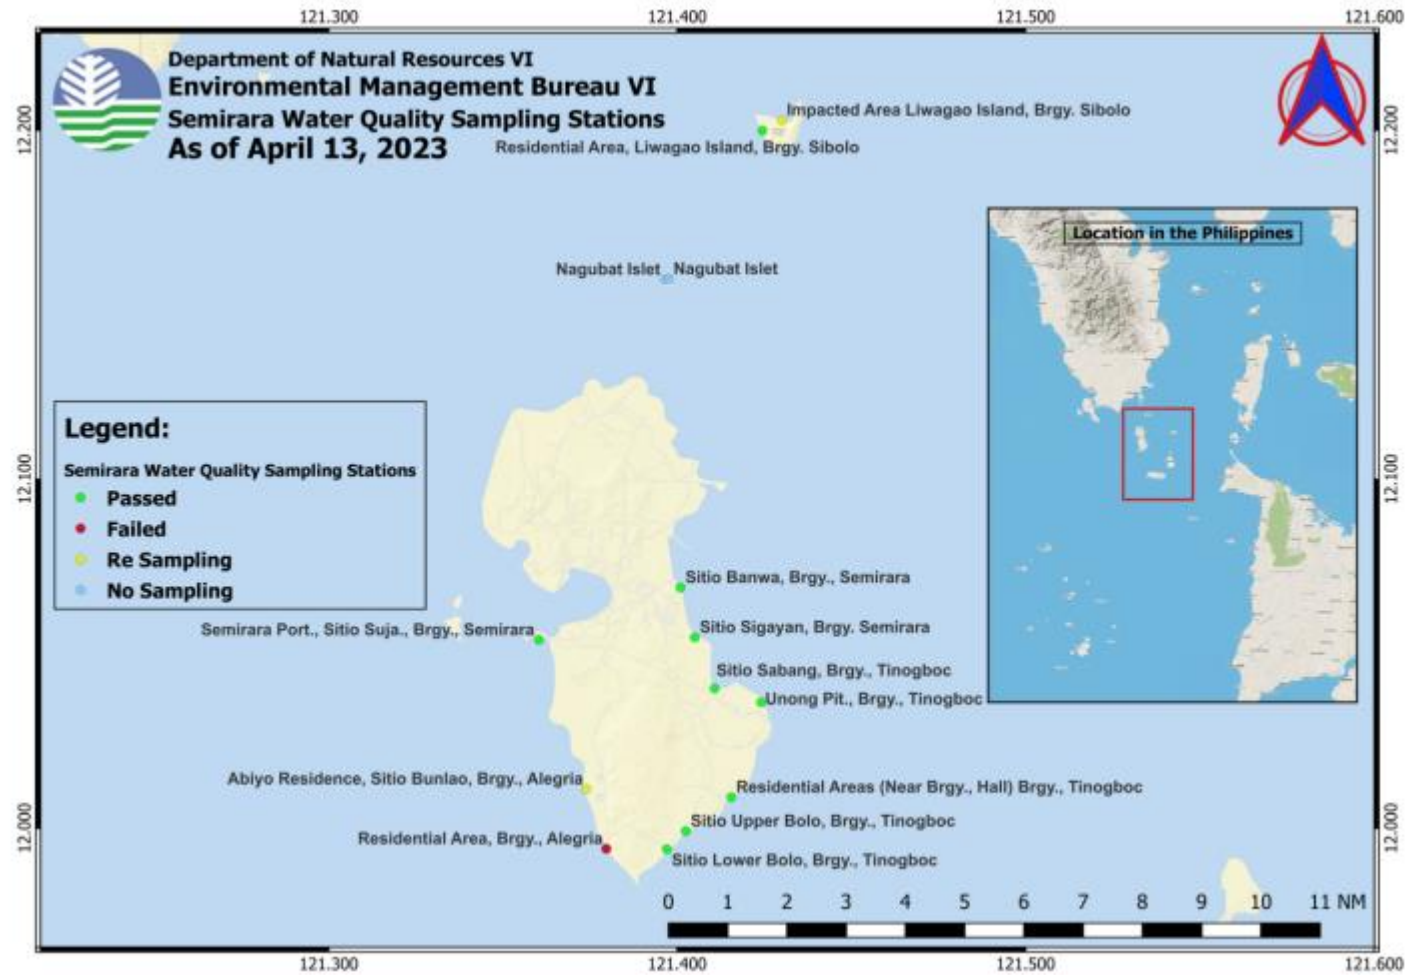 121.300
121.400
121.500
121.600
Department of Natural Resources VI
Environmental Management Bureau VI
Semirara Water Quality Sampling Stations
As of April 13, 2023
12.200
12.200
Impacted Area Liwagao Island, Brgy. Sibolo
Residential Area, Liwagao Island, Brgy. Sibolo
Location in the Philippines
Nagubat Islet
Nagubat Islet
Legend:
Semirara Water Quality Sampling Stations
Passed
Failed
Re Sampling
No Sampling
12.100
12.100
Sitio Banwa, Brgy., Semirara
Semirara Port., Sitio Suja., Brgy., Semirara
Sitio Sigayan, Brgy. Semirara
Sitio Sabang, Brgy., Tinogboc
Unong Pit., Brgy., Tinogboc
Abiyo Residence, Sitio Bunlao, Brgy., Alegria
Residential Areas (Near Brgy., Hall) Brgy., Tinogboc
Sitio Upper Bolo, Brgy., Tinogboc
Residential Area, Brgy., Alegria
Sitio Lower Bolo, Brgy., Tinogboc
12.000
12.000
0 1 2 3 4 5 6 7 8 9 10 11 NM
121.300
121.400
121.500
121.600